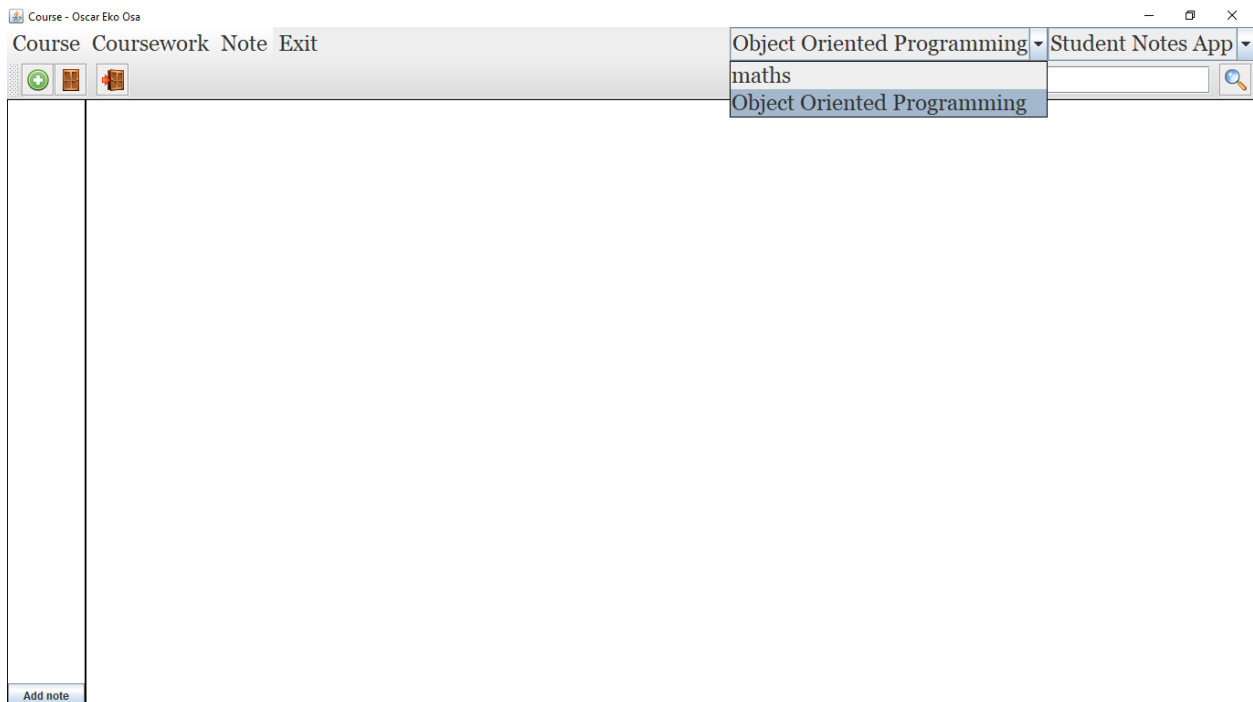 Course - Oscar Eko Osa
Course Coursework Note Exit Object Oriented Programming Student Notes App
maths
Object Oriented Programming
Add note